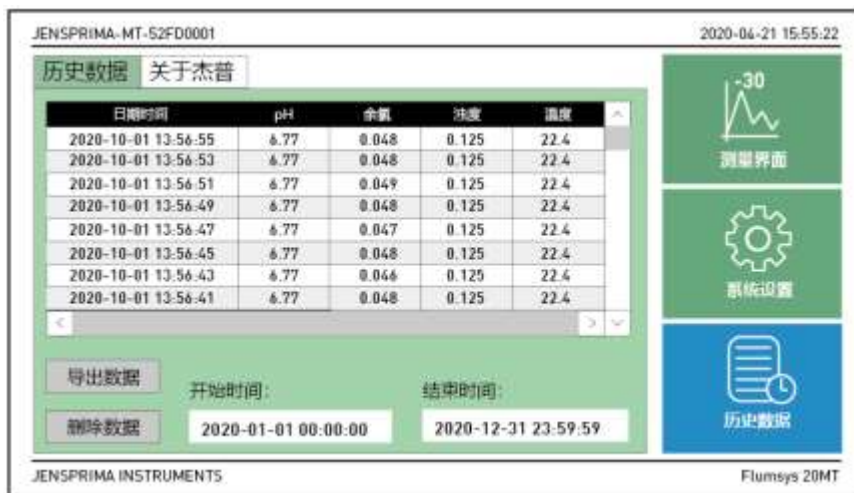 JENSPRIMA-MT-S2FD0001 2020-04-21 15:55:22
历史数据 关于杰普
日期时间 pH 余氯 浊度 温度
2020-10-01 13:56:55 6.77 0.048 0.125 22.4
2020-10-01 13:56:53 6.77 0.048 0.125 22.4
2020-10-01 13:56:51 6.77 0.049 0.125 22.4
2020-10-01 13:56:49 6.77 0.048 0.125 22.4
2020-10-01 13:56:47 6.77 0.047 0.125 22.4
2020-10-01 13:56:45 6.77 0.048 0.125 22.4
2020-10-01 13:56:43 6.77 0.046 0.125 22.4
2020-10-01 13:56:41 6.77 0.048 0.125 22.4
-30
测量界面
系统设置
历史数据
导出数据
删除数据
开始时间: 结束时间:
2020-01-01 00:00:00 2020-12-31 23:59:59
JENSPRIMA INSTRUMENTS Flumsys 20MT